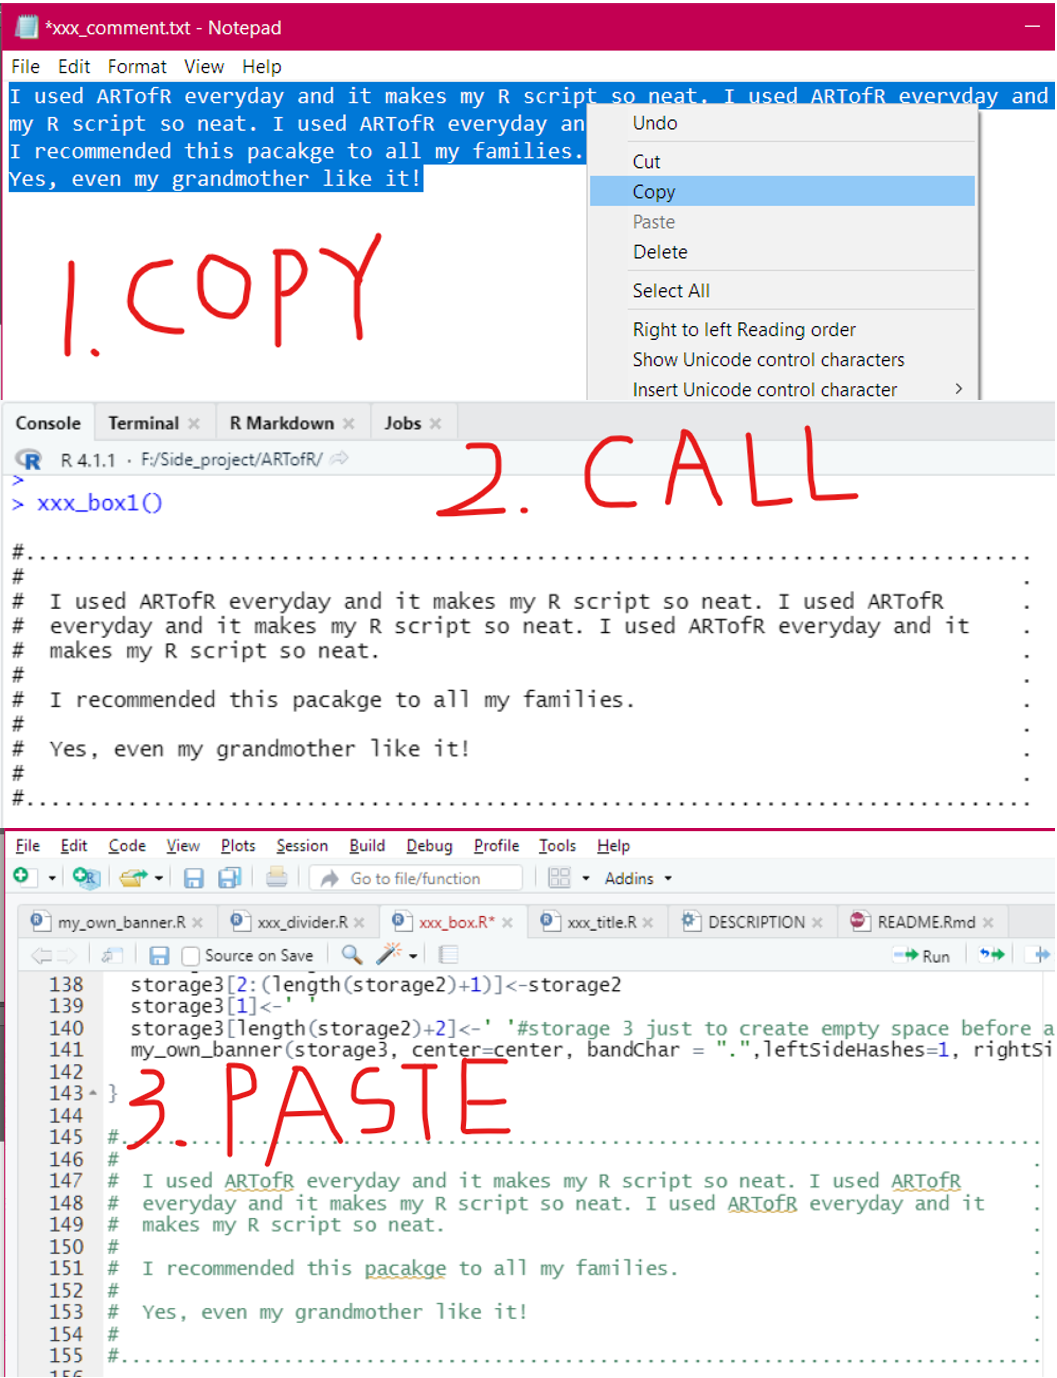 *xxx_comment.txt - Notepad
File Edit Format View Help
I used ARTofR everyday and it makes my R script so neat. I used ARTofR everyday and
my R script so neat. I used ARTofR everyday an
I recommended this pacakge to all my families.
Yes, even my grandmother like it!
Undo
Cut
Copy
Paste
Delete
Select All
Right to left Reading order
Show Unicode control characters
Insert Unicode control character
1. COPY
Console Terminal R Markdown Jobs
R 4.1.1 · F:/Side_project/ARTofR/
2. CALL
>
> xxx_box1()
#...............................................................................
# .
# I used ARTofR everyday and it makes my R script so neat. I used ARTofR .
# everyday and it makes my R script so neat. I used ARTofR everyday and it .
# makes my R script so neat. .
# .
# I recommended this pacakge to all my families. .
# .
# Yes, even my grandmother like it! .
# .
#...............................................................................
File Edit Code View Plots Session Build Debug Profile Tools Help
Go to file/function Addins
my_own_banner.R xxx_divider.R xxx_box.R* xxx_title.R DESCRIPTION README.Rmd
Source on Save Run
138 storage3[2:(length(storage2)+1)]<-storage2
139 storage3[1]<-' '
140 storage3[length(storage2)+2]<-' '#storage 3 just to create empty space before a
141 my_own_banner(storage3, center=center, bandChar = ".",leftSideHashes=1, rightSi
142
143 }
3. PASTE
144
145 #...............................................................................
146 # .
147 # I used ARTofR everyday and it makes my R script so neat. I used ARTofR .
148 # everyday and it makes my R script so neat. I used ARTofR everyday and it .
149 # makes my R script so neat. .
150 # .
151 # I recommended this pacakge to all my families. .
152 # .
153 # Yes, even my grandmother like it! .
154 # .
155 #...............................................................................
156